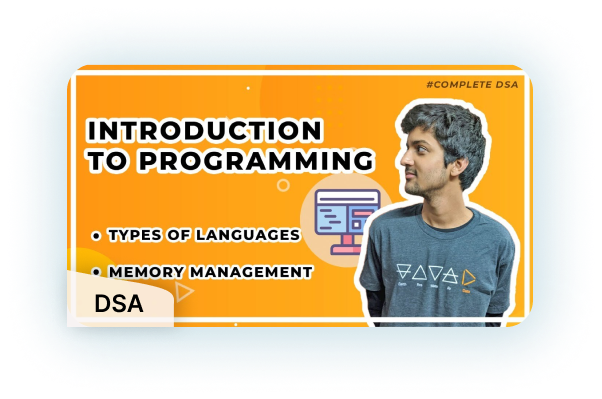 #COMPLETE DSA
INTRODUCTION
TO PROGRAMMING
• TYPES OF LANGUAGES
• MEMORY MANAGEMENT
DSA